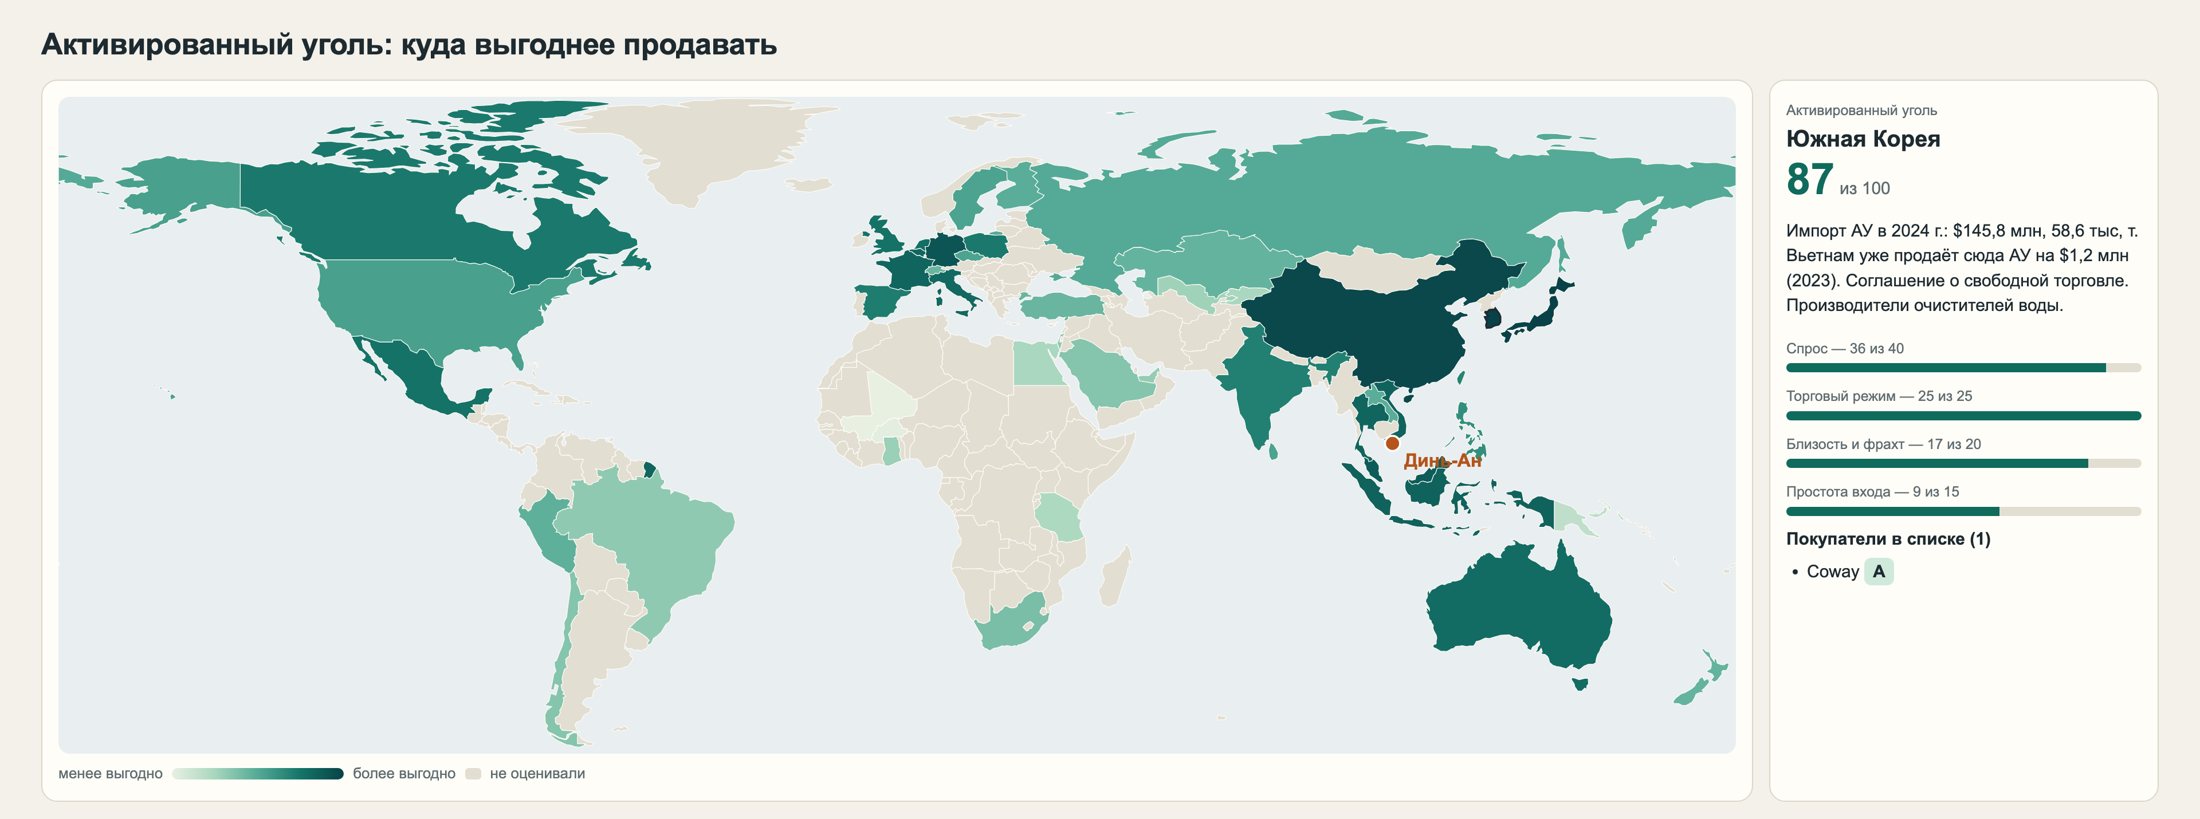 Активированный уголь: куда выгоднее продавать
Динь-Ан
менее выгодно
более выгодно
не оценивали
Активированный уголь
Южная Корея
87 из 100
Импорт АУ в 2024 г.: $145,8 млн, 58,6 тыс, т.
Вьетнам уже продаёт сюда АУ на $1,2 млн
(2023). Соглашение о свободной торговле.
Производители очистителей воды.
Спрос — 36 из 40
Торговый режим — 25 из 25
Близость и фрахт — 17 из 20
Простота входа — 9 из 15
Покупатели в списке (1)
• Coway A